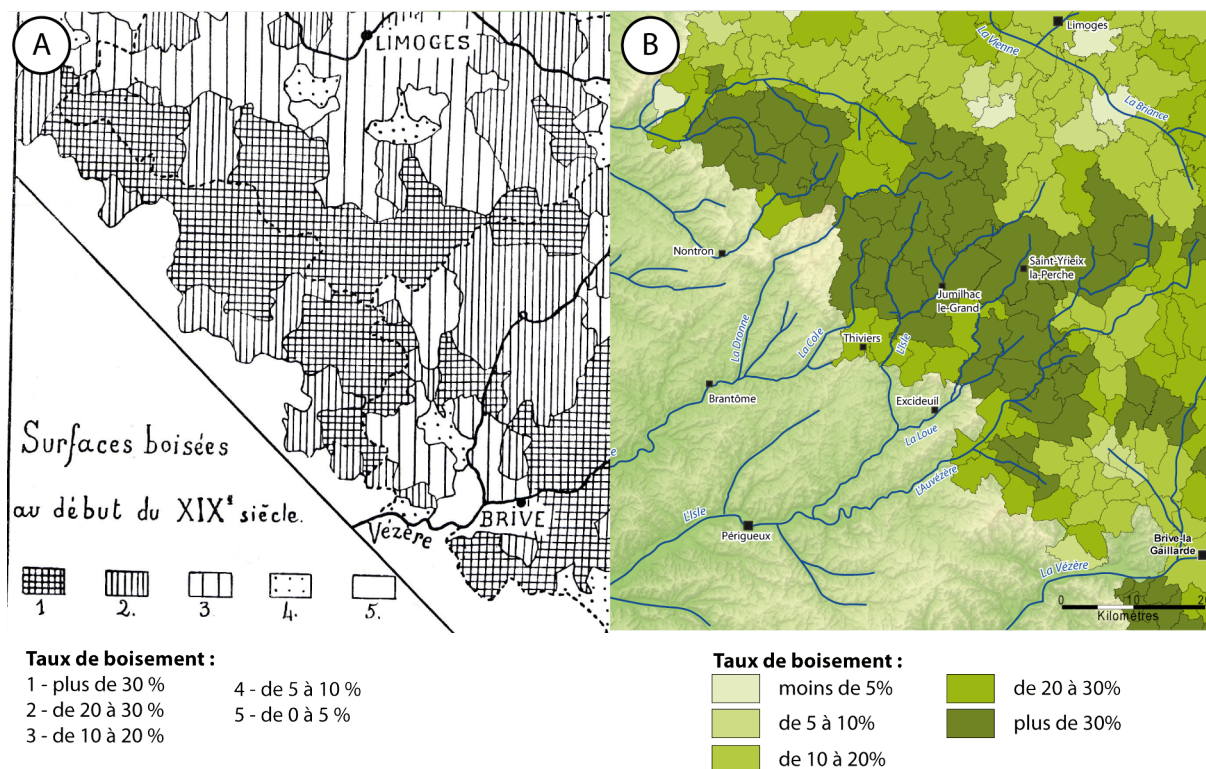 A
LIMOGES
Surfaces boisées
au début du XIXe siècle.
Vézère
BRIVE
1
2.
3.
4.
5.
Taux de boisement :
1 - plus de 30 %
2 - de 20 à 30 %
3 - de 10 à 20 %
4 - de 5 à 10 %
5 - de 0 à 5 %
B
Limoges
La Vienne
La Briance
Nontron
Saint-Yrieix
la-Perche
Jumilhac
le-Grand
La Dronne
La Cole
Thiviers
L'Isle
Brantôme
Excideuil
La Loue
L'Auvézère
L'Isle
Périgueux
Brive-la
Gaillarde
La Vézère
0 10 20
Kilomètres
Taux de boisement :
moins de 5%
de 5 à 10%
de 10 à 20%
de 20 à 30%
plus de 30%